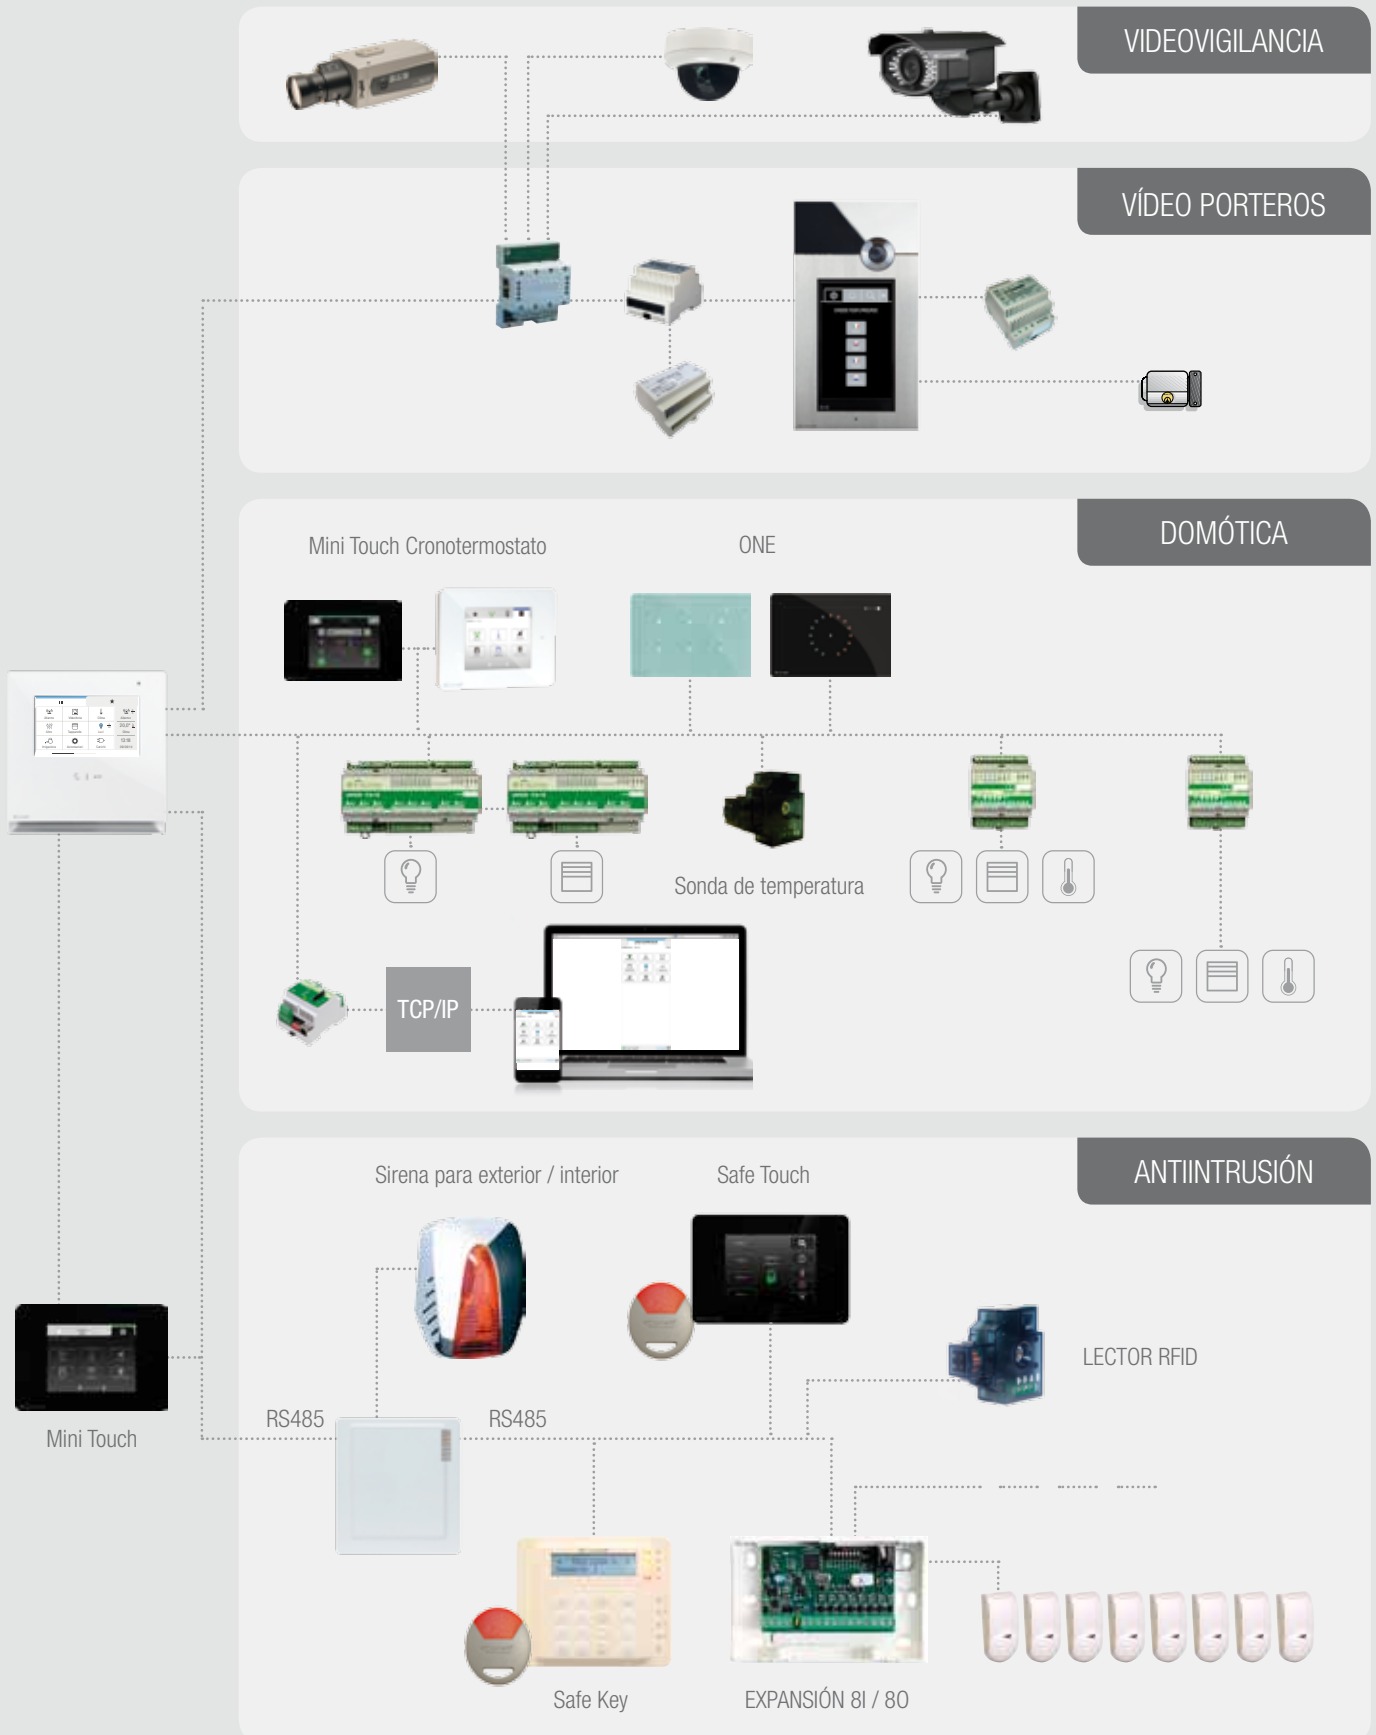 VIDEOVIGILANCIA
VÍDEO PORTEROS
DOMÓTICA
Mini Touch Cronotermostato
ONE
Sonda de temperatura
TCP/IP
ANTIINTRUSIÓN
Sirena para exterior / interior
Safe Touch
LECTOR RFID
Mini Touch
RS485
RS485
Safe Key
EXPANSIÓN 8I / 8O